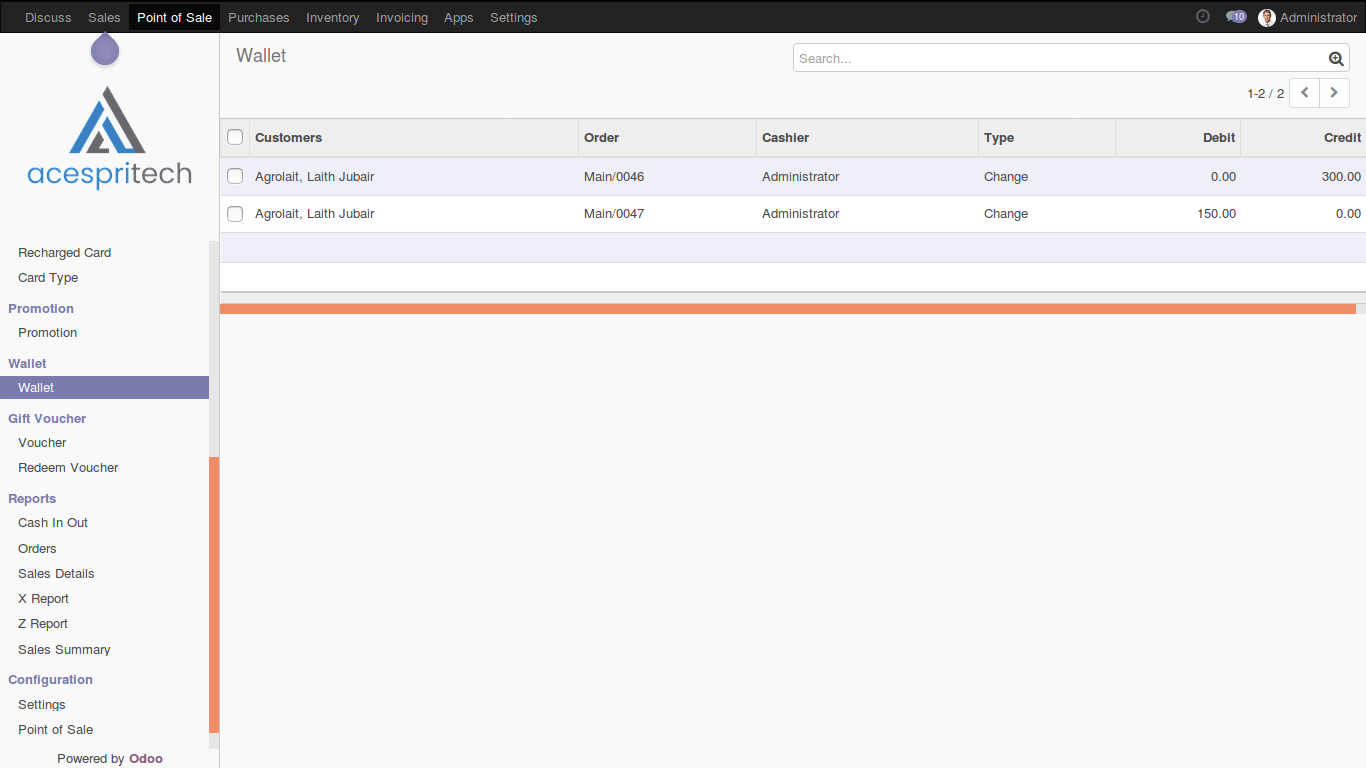 Discuss Sales Point of Sale Purchases Inventory Invoicing Apps Settings 10 Administrator
acespritech
Recharged Card
Card Type
Promotion
Promotion
Wallet
Wallet
Gift Voucher
Voucher
Redeem Voucher
Reports
Cash In Out
Orders
Sales Details
X Report
Z Report
Sales Summary
Configuration
Settings
Point of Sale
Powered by Odoo
Wallet
Search...
1-2 / 2
Customers Order Cashier Type Debit Credit
Agrolait, Laith Jubair Main/0046 Administrator Change 0.00 300.00
Agrolait, Laith Jubair Main/0047 Administrator Change 150.00 0.00